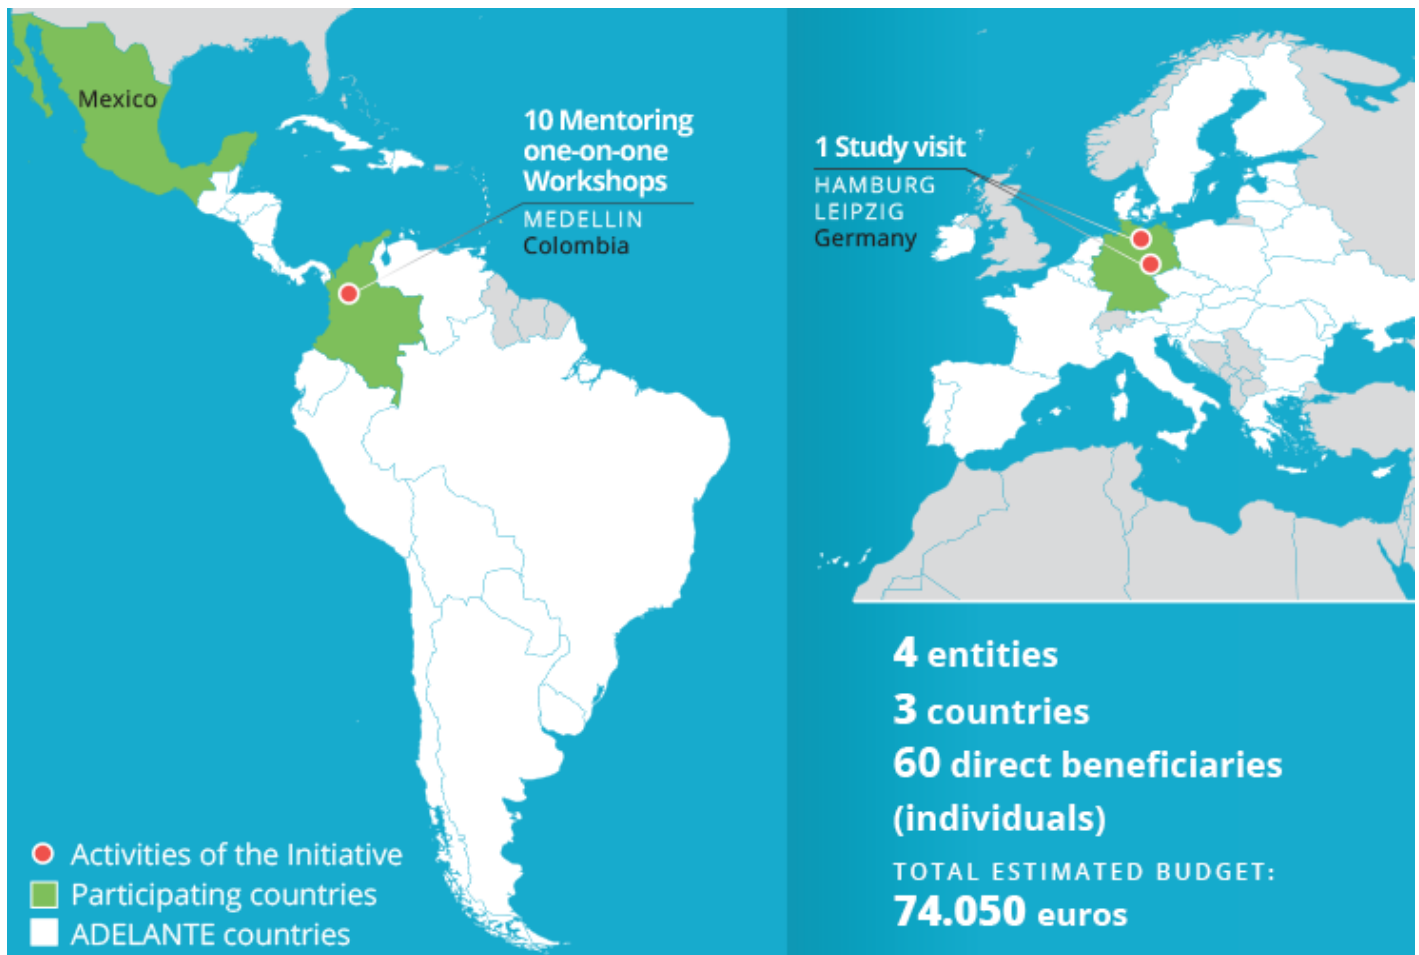 Mexico
10 Mentoring
one-on-one
Workshops
MEDELLIN
Colombia
1 Study visit
HAMBURG
LEIPZIG
Germany
4 entities
3 countries
60 direct beneficiaries
(individuals)
TOTAL ESTIMATED BUDGET:
74.050 euros
Activities of the Initiative
Participating countries
ADELANTE countries